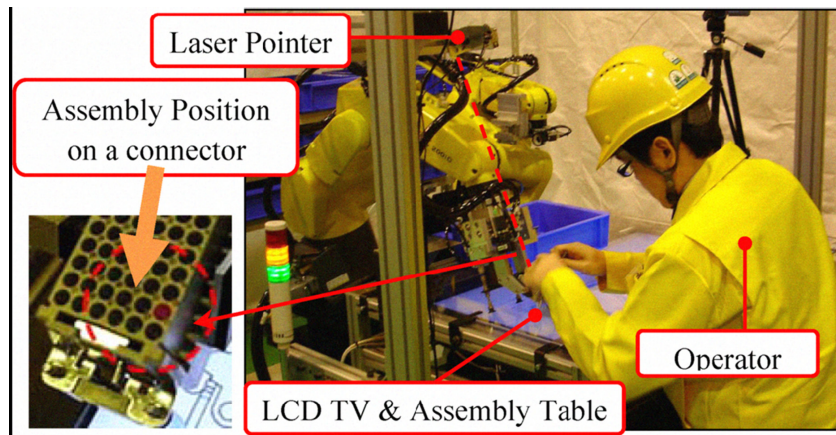 Laser Pointer
Assembly Position
on a connector
Operator
LCD TV & Assembly Table